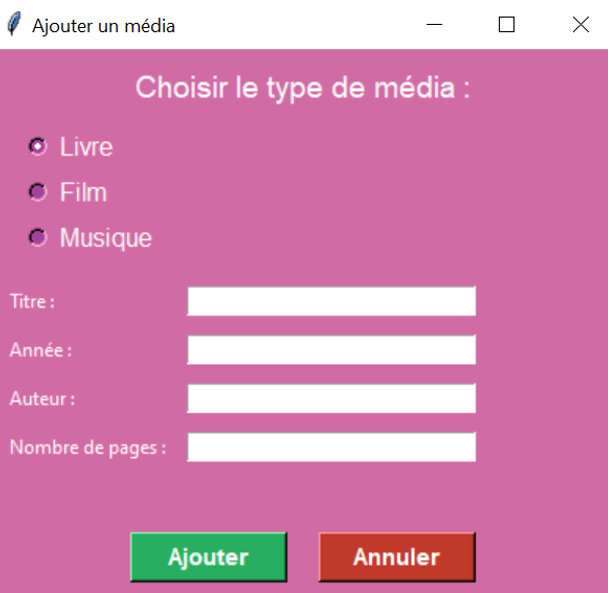 Ajouter un média
Choisir le type de média :
Livre
Film
Musique
Titre :
Année :
Auteur :
Nombre de pages :
Ajouter Annuler